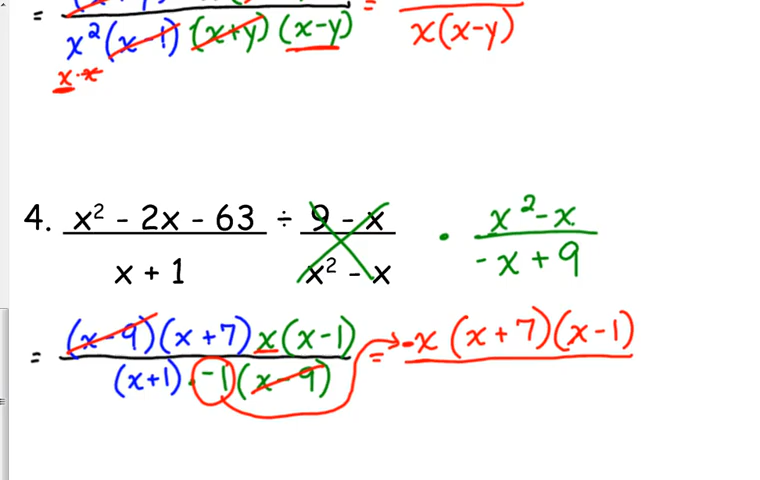 = x²(x-1)(x+y)(x-y) = x(x-y)
x·x
4. x² - 2x - 63 ÷ 9 - x · x² - x
x + 1 x² - x -x + 9
= (x-9)(x+7)x(x-1) = -x(x+7)(x-1)
(x+1)·-1(x-9)